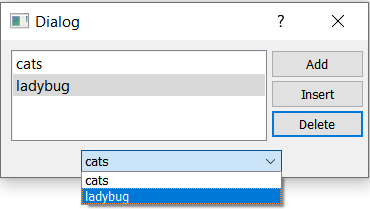 Dialog
?
cats
ladybug
Add
Insert
Delete
cats
cats
ladybug